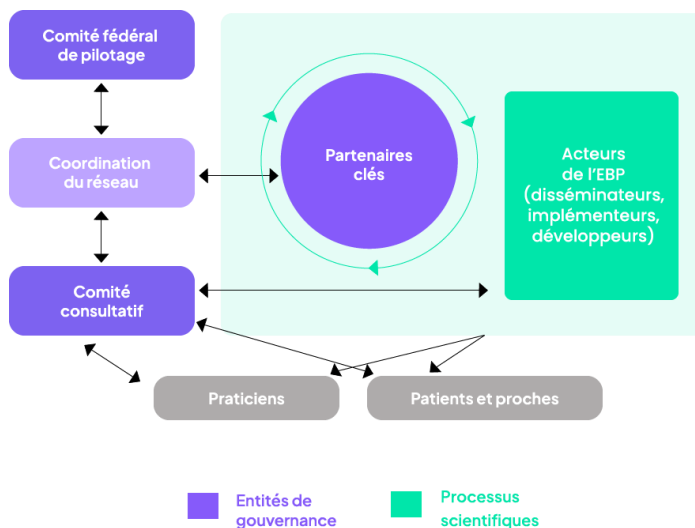 Comité fédéral
de pilotage
Coordination
du réseau
Partenaires
clés
Acteurs
de l'EBP
(disséminateurs,
implémenteurs,
développeurs)
Comité
consultatif
Praticiens
Patients et proches
Entités de
gouvernance
Processus
scientifiques